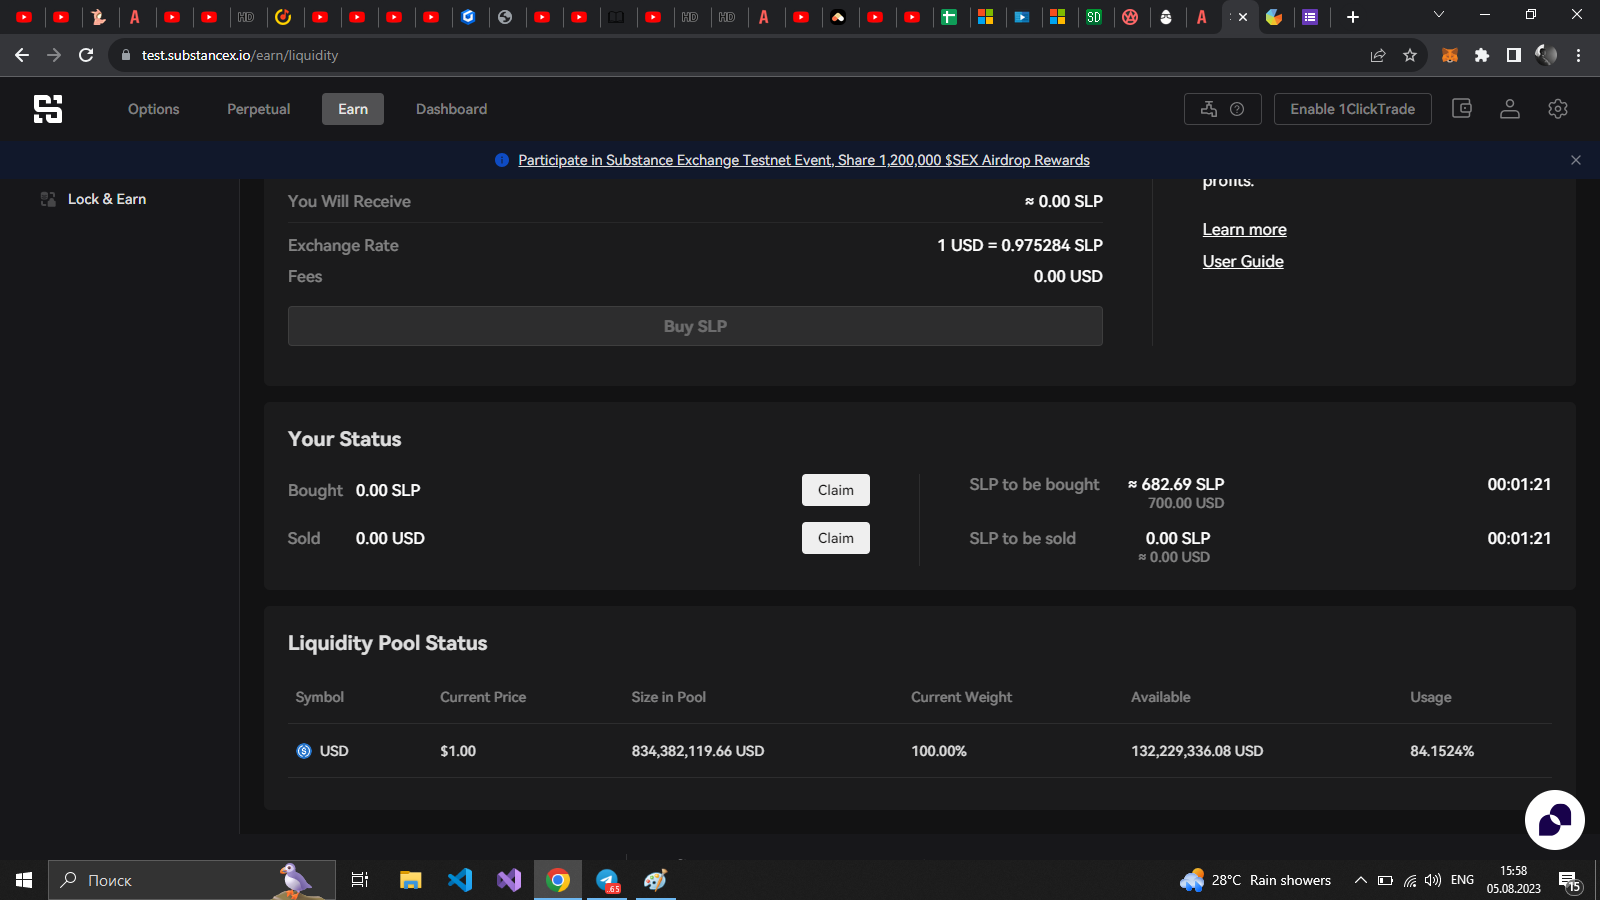 test.substancex.io/earn/liquidity
Options Perpetual Earn Dashboard Enable 1ClickTrade
Participate in Substance Exchange Testnet Event, Share 1,200,000 $SEX Airdrop Rewards
Lock & Earn
profits.
You Will Receive ≈ 0.00 SLP
Learn more
Exchange Rate 1 USD = 0.975284 SLP
User Guide
Fees 0.00 USD
Buy SLP
Your Status
Bought 0.00 SLP Claim SLP to be bought ≈ 682.69 SLP 00:01:21
700.00 USD
Sold 0.00 USD Claim SLP to be sold 0.00 SLP 00:01:21
≈ 0.00 USD
Liquidity Pool Status
Symbol Current Price Size in Pool Current Weight Available Usage
USD $1.00 834,382,119.66 USD 100.00% 132,229,336.08 USD 84.1524%
Поиск .65 28°C Rain showers ENG 15:58
05.08.2023 15